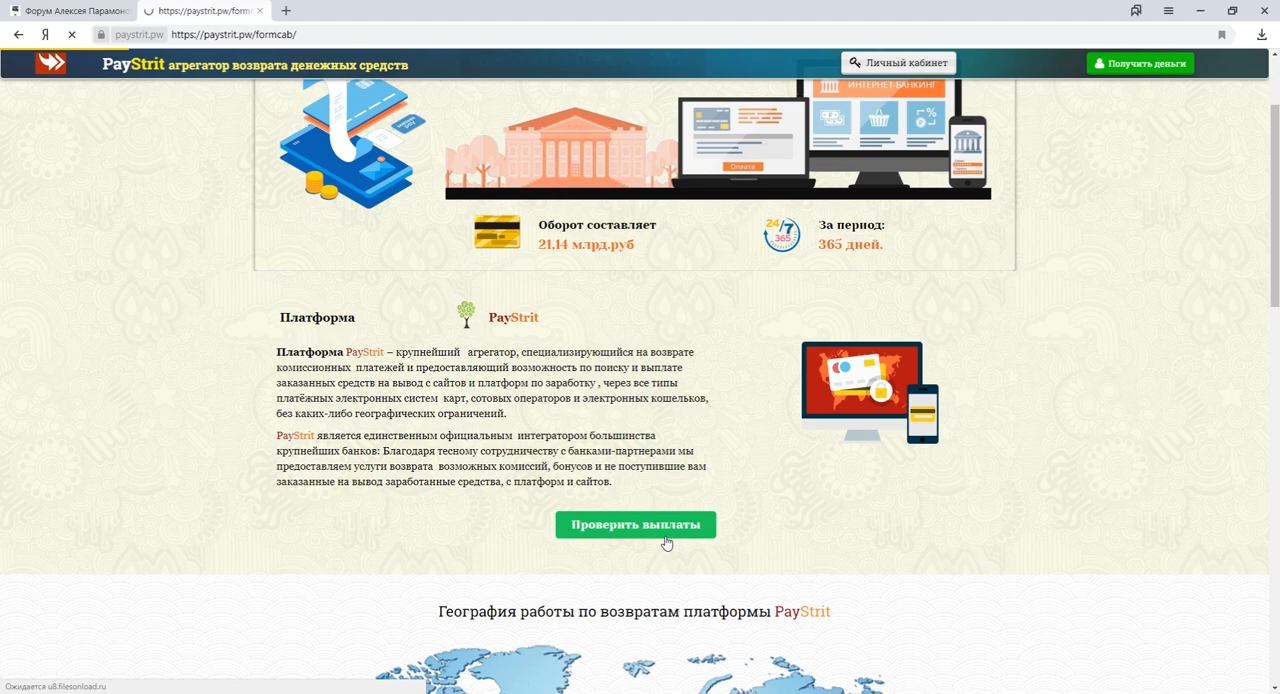 Форум Алексея Парамонов
https://paystrit.pw/form
paystrit.pw https://paystrit.pw/formcab/
PayStrit агрегатор возврата денежных средств
Личный кабинет
Получить деньги
ИНТЕРНЕТ-БАНКИНГ
Оплата
Оборот составляет
21,14 млрд.руб
24/7
365
За период:
365 дней.
Платформа
PayStrit
Платформа PayStrit – крупнейший агрегатор, специализирующийся на возврате
комиссионных платежей и предоставляющий возможность по поиску и выплате
заказанных средств на вывод с сайтов и платформ по заработку , через все типы
платёжных электронных систем карт, сотовых операторов и электронных кошельков,
без каких-либо географических ограничений.
PayStrit является единственным официальным интегратором большинства
крупнейших банков: Благодаря тесному сотрудничеству с банками-партнерами мы
предоставляем услуги возврата возможных комиссий, бонусов и не поступившие вам
заказанные на вывод заработанные средства, с платформ и сайтов.
Проверить выплаты
География работы по возвратам платформы PayStrit
Ожидается u8.filesonload.ru